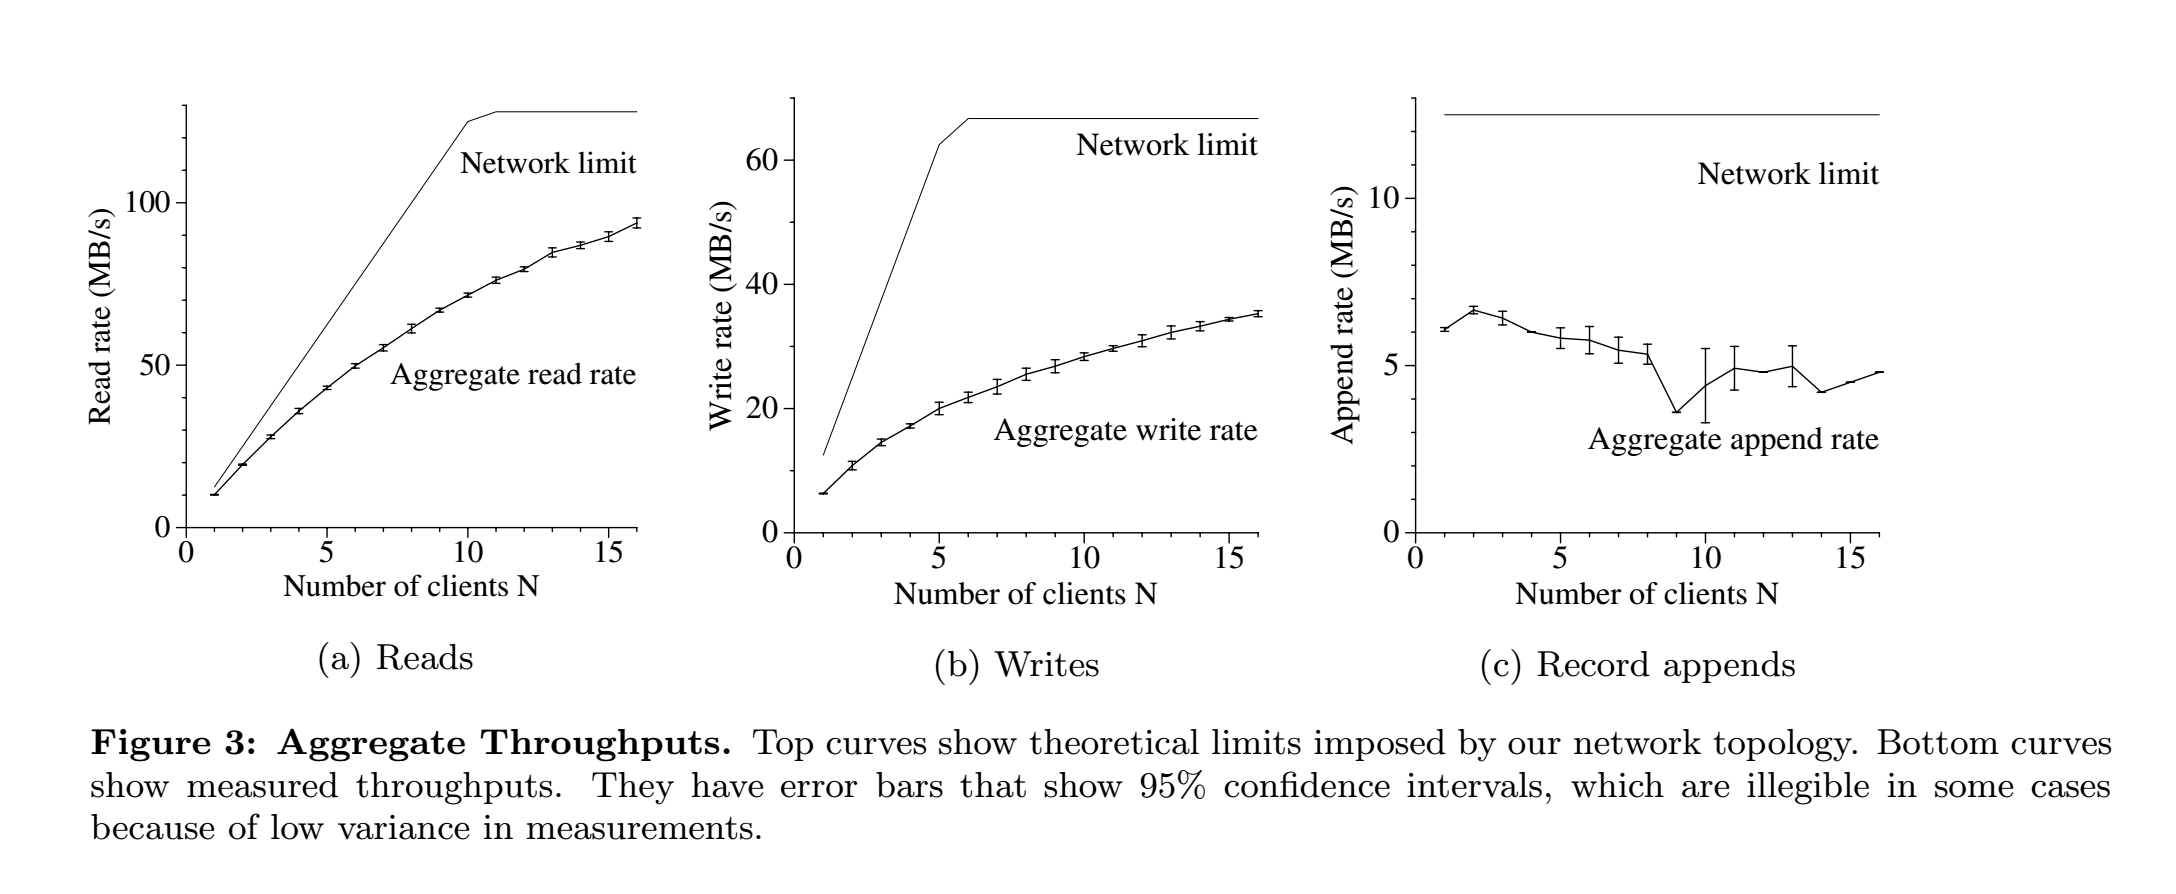 Read rate (MB/s)
100
50
0
0 5 10 15
Network limit
Aggregate read rate
Number of clients N
(a) Reads
Write rate (MB/s)
60
40
20
0
0 5 10 15
Network limit
Aggregate write rate
Number of clients N
(b) Writes
Append rate (MB/s)
10
5
0
0 5 10 15
Network limit
Aggregate append rate
Number of clients N
(c) Record appends
Figure 3: Aggregate Throughputs. Top curves show theoretical limits imposed by our network topology. Bottom curves
show measured throughputs. They have error bars that show 95% confidence intervals, which are illegible in some cases
because of low variance in measurements.